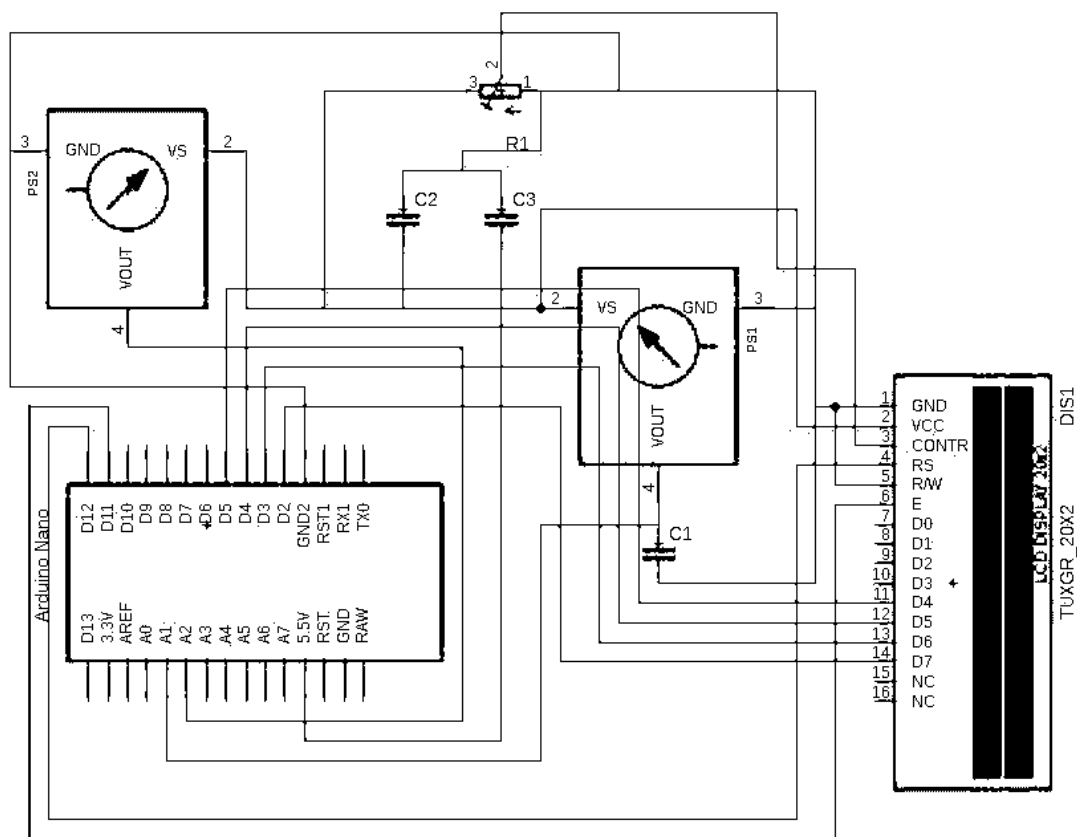 2
3
1
R1
3
GND
VS
2
PS2
VOUT
4
C2
C3
2
VS
GND
3
PS1
VOUT
4
C1
D12
D11
D10
D9
D8
D7
D6
D5
D4
D3
D2
GND2
RST1
RX1
TX0
Arduino Nano
D13
3.3V
AREF
A0
A1
A2
A3
A4
A5
A6
A7
5.5V
RST.
GND
RAW
1 GND
2 VCC
3 CONTR
4 RS
5 R/W
6 E
7 D0
8 D1
9 D2
10 D3
11 D4
12 D5
13 D6
14 D7
15 NC
16 NC
LCD DISPLAY 20x2
DIS1
TUXGR_20X2